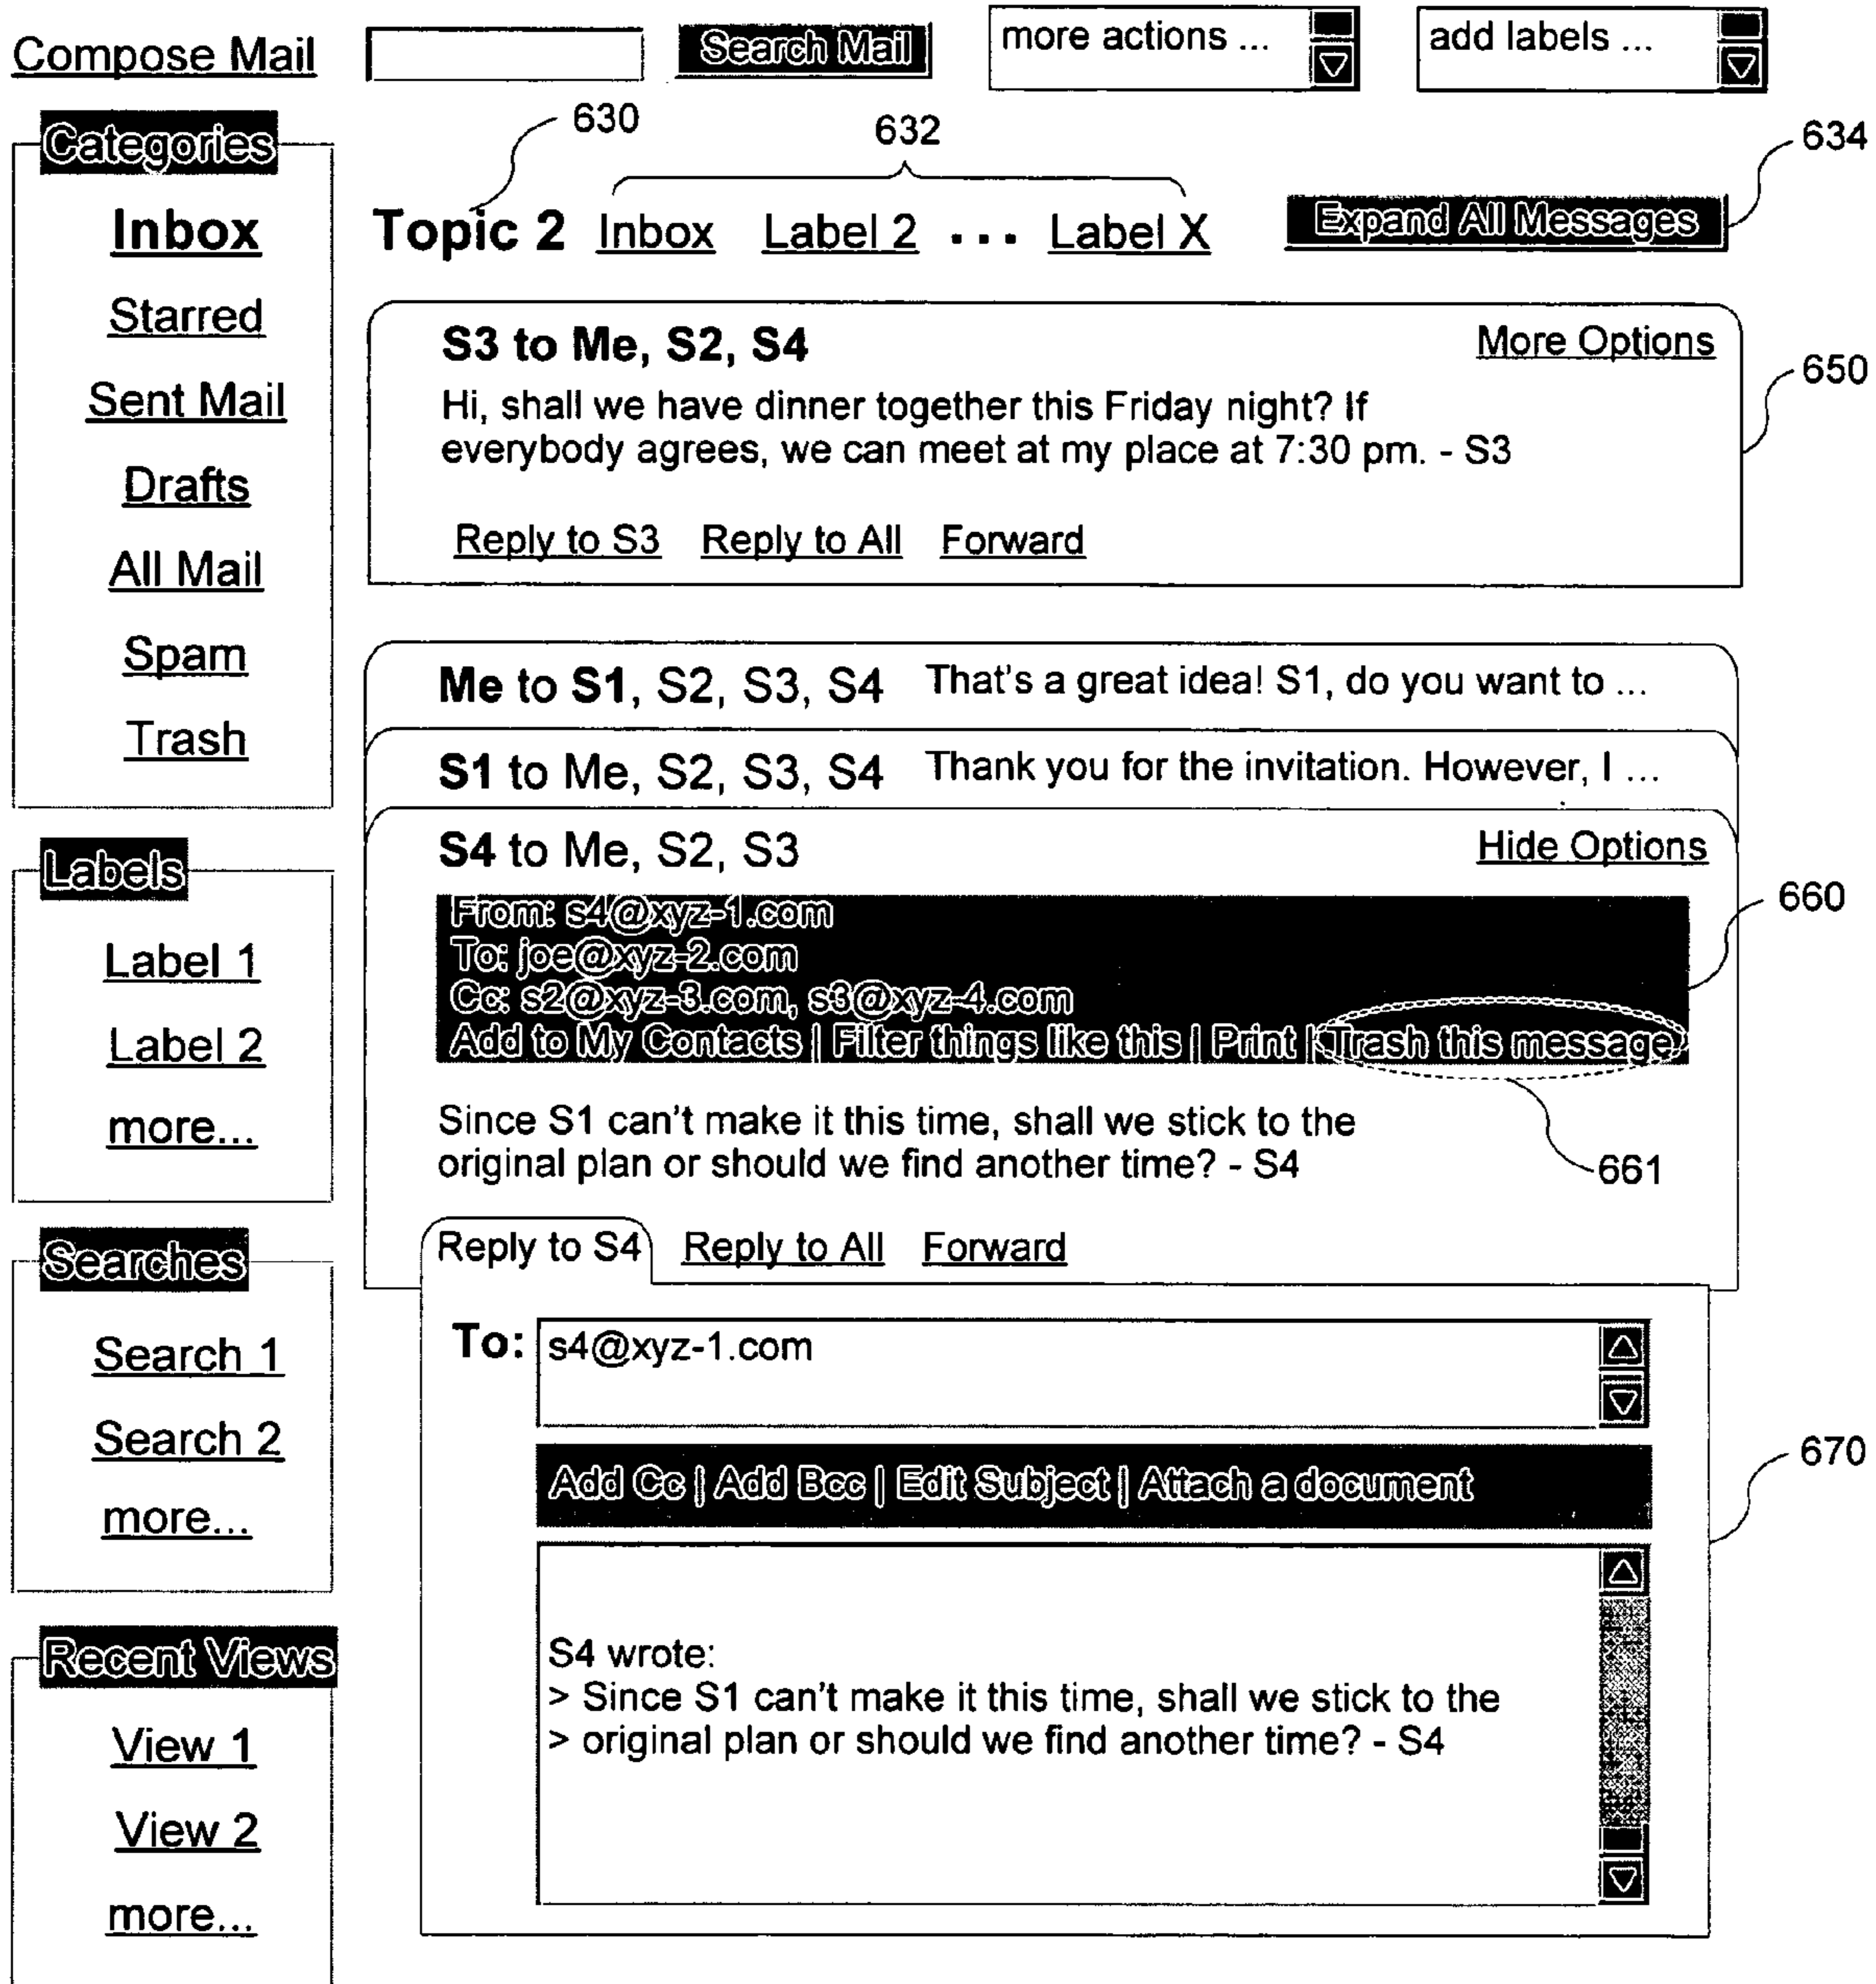 Compose Mail Search Mail more actions ... add labels ...
630 632 634
Categories
Inbox
Starred
Sent Mail
Drafts
All Mail
Spam
Trash
Labels
Label 1
Label 2
more...
Searches
Search 1
Search 2
more...
Recent Views
View 1
View 2
more...
Topic 2 Inbox Label 2 ... Label X Expand All Messages
S3 to Me, S2, S4 More Options
650
Hi, shall we have dinner together this Friday night? If
everybody agrees, we can meet at my place at 7:30 pm. - S3
Reply to S3 Reply to All Forward
Me to S1, S2, S3, S4 That's a great idea! S1, do you want to ...
S1 to Me, S2, S3, S4 Thank you for the invitation. However, I ...
S4 to Me, S2, S3 Hide Options
660
From: s4@xyz-1.com
To: joe@xyz-2.com
Cc: s2@xyz-3.com, s3@xyz-4.com
Add to My Contacts | Filter things like this | Print | Trash this message
Since S1 can't make it this time, shall we stick to the
original plan or should we find another time? - S4
661
Reply to S4 Reply to All Forward
To: s4@xyz-1.com
670
Add Cc | Add Bcc | Edit Subject | Attach a document
S4 wrote:
> Since S1 can't make it this time, shall we stick to the
> original plan or should we find another time? - S4